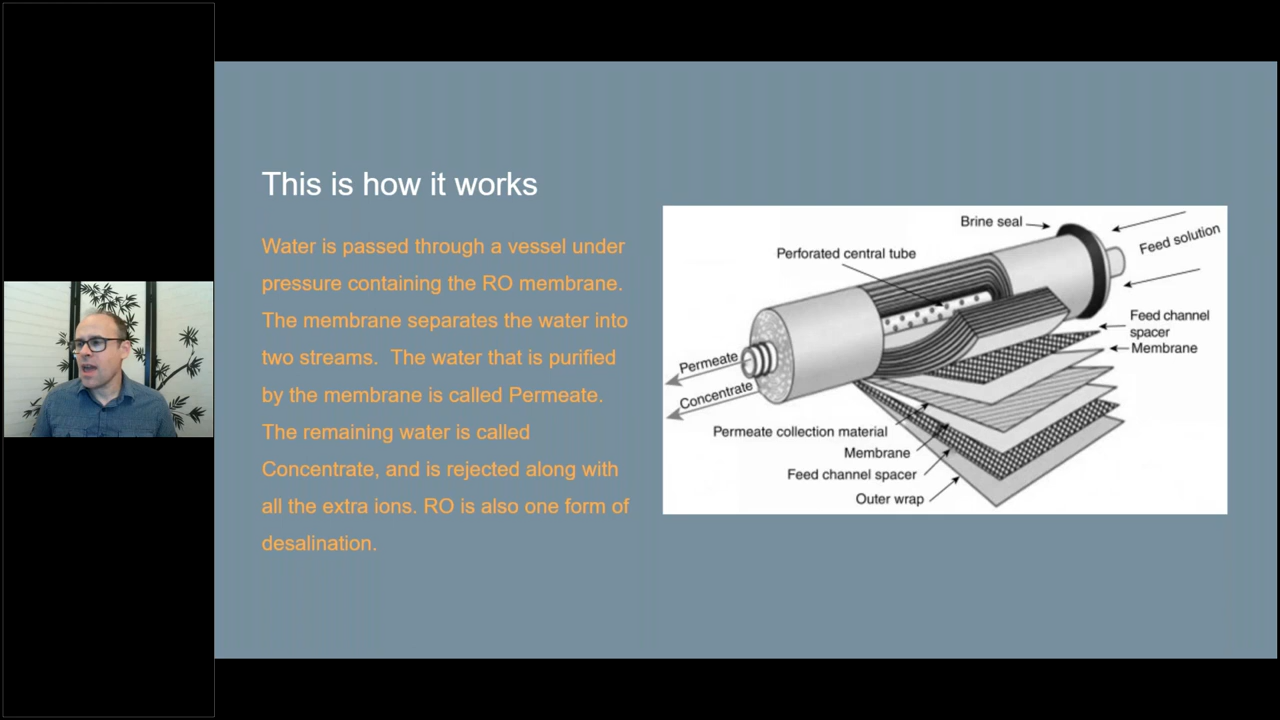 This is how it works
Water is passed through a vessel under
pressure containing the RO membrane.
The membrane separates the water into
two streams.  The water that is purified
by the membrane is called Permeate.
The remaining water is called
Concentrate, and is rejected along with
all the extra ions. RO is also one form of
desalination.
Brine seal
Feed solution
Perforated central tube
Feed channel
spacer
Membrane
Permeate
Concentrate
Permeate collection material
Membrane
Feed channel spacer
Outer wrap